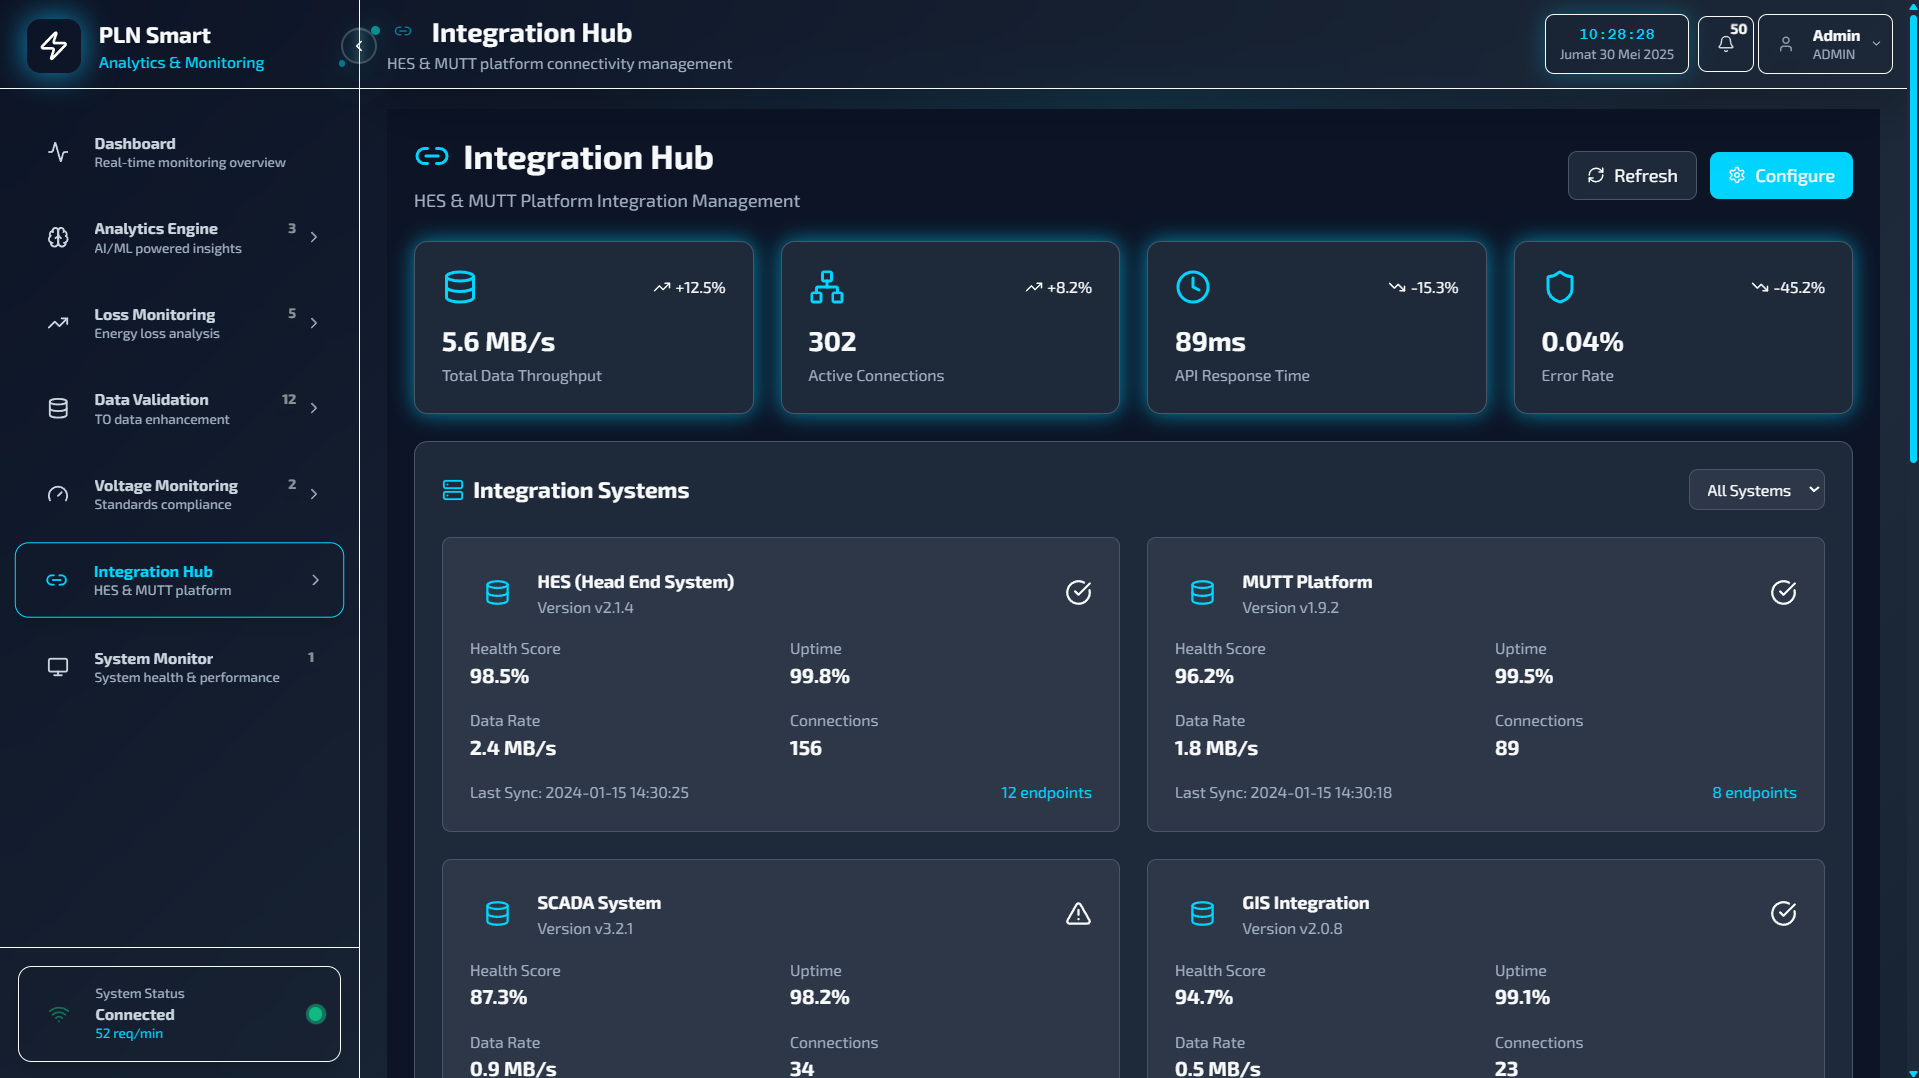 PLN Smart
Analytics & Monitoring
Integration Hub
HES & MUTT platform connectivity management
10:28:28
Jumat 30 Mei 2025
50
Admin
ADMIN
Dashboard
Real-time monitoring overview
Analytics Engine
AI/ML powered insights
3
Loss Monitoring
Energy loss analysis
5
Data Validation
TO data enhancement
12
Voltage Monitoring
Standards compliance
2
Integration Hub
HES & MUTT platform
System Monitor
System health & performance
1
System Status
Connected
52 req/min
Integration Hub
HES & MUTT Platform Integration Management
Refresh
Configure
+12.5%
5.6 MB/s
Total Data Throughput
+8.2%
302
Active Connections
-15.3%
89ms
API Response Time
-45.2%
0.04%
Error Rate
Integration Systems
All Systems
HES (Head End System)
Version v2.1.4
Health Score
98.5%
Uptime
99.8%
Data Rate
2.4 MB/s
Connections
156
Last Sync: 2024-01-15 14:30:25
12 endpoints
MUTT Platform
Version v1.9.2
Health Score
96.2%
Uptime
99.5%
Data Rate
1.8 MB/s
Connections
89
Last Sync: 2024-01-15 14:30:18
8 endpoints
SCADA System
Version v3.2.1
Health Score
87.3%
Uptime
98.2%
Data Rate
0.9 MB/s
Connections
34
GIS Integration
Version v2.0.8
Health Score
94.7%
Uptime
99.1%
Data Rate
0.5 MB/s
Connections
23